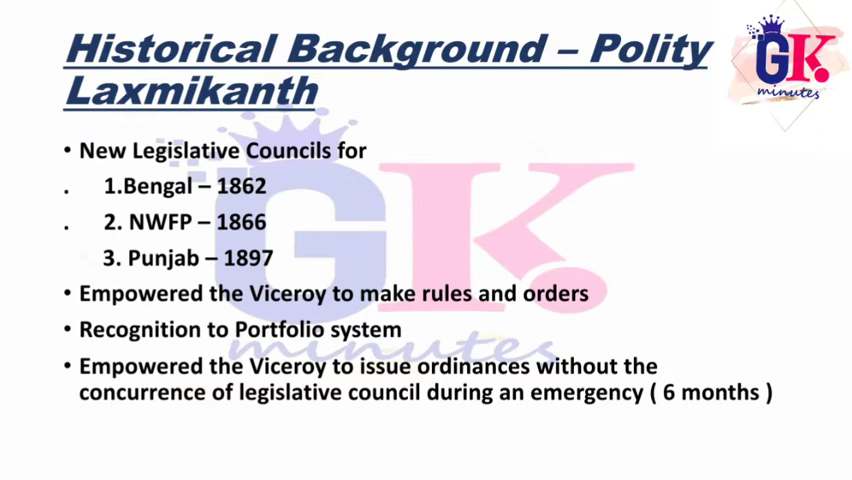 Historical Background – Polity
Laxmikanth
GK.
minutes
• New Legislative Councils for
. 1.Bengal – 1862
. 2. NWFP – 1866
3. Punjab – 1897
• Empowered the Viceroy to make rules and orders
• Recognition to Portfolio system
• Empowered the Viceroy to issue ordinances without the
concurrence of legislative council during an emergency ( 6 months )
GK.
minutes